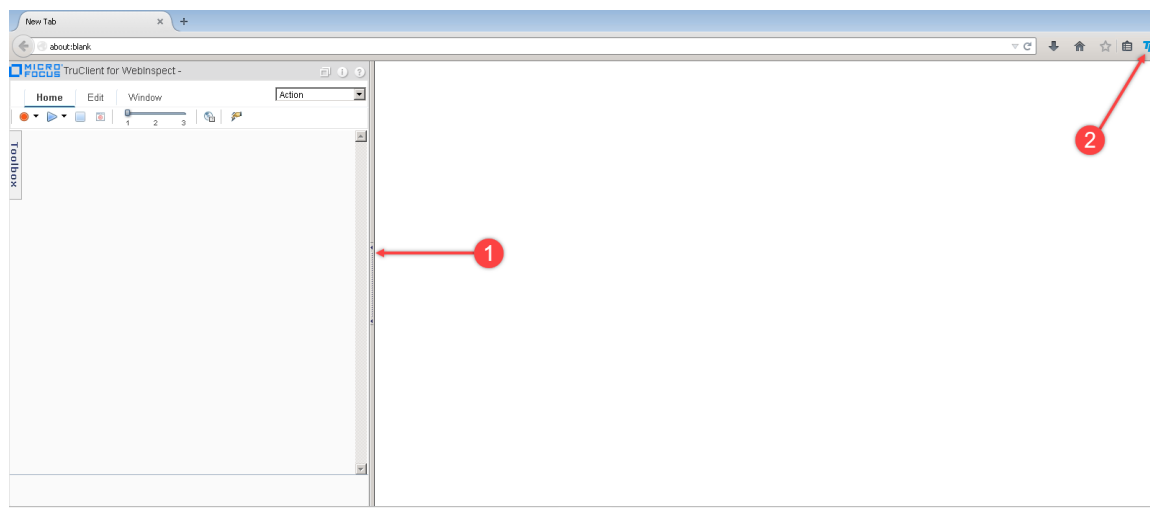 New Tab
about:blank
MICRO FOCUS TruClient for WebInspect -
Home Edit Window Action
1 2 3
Toolbox
2
1